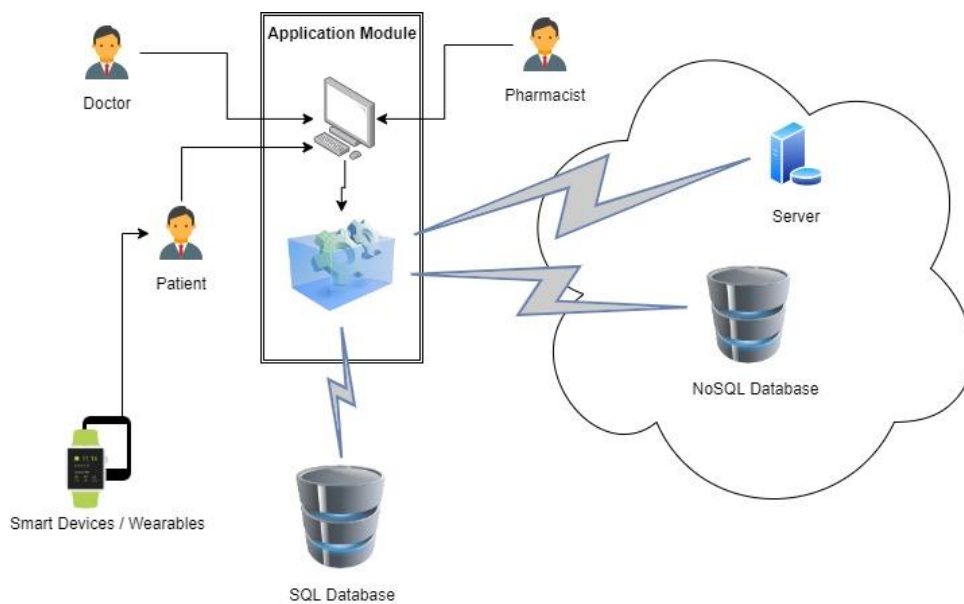 Application Module
Doctor
Pharmacist
Server
Patient
NoSQL Database
Smart Devices / Wearables
SQL Database